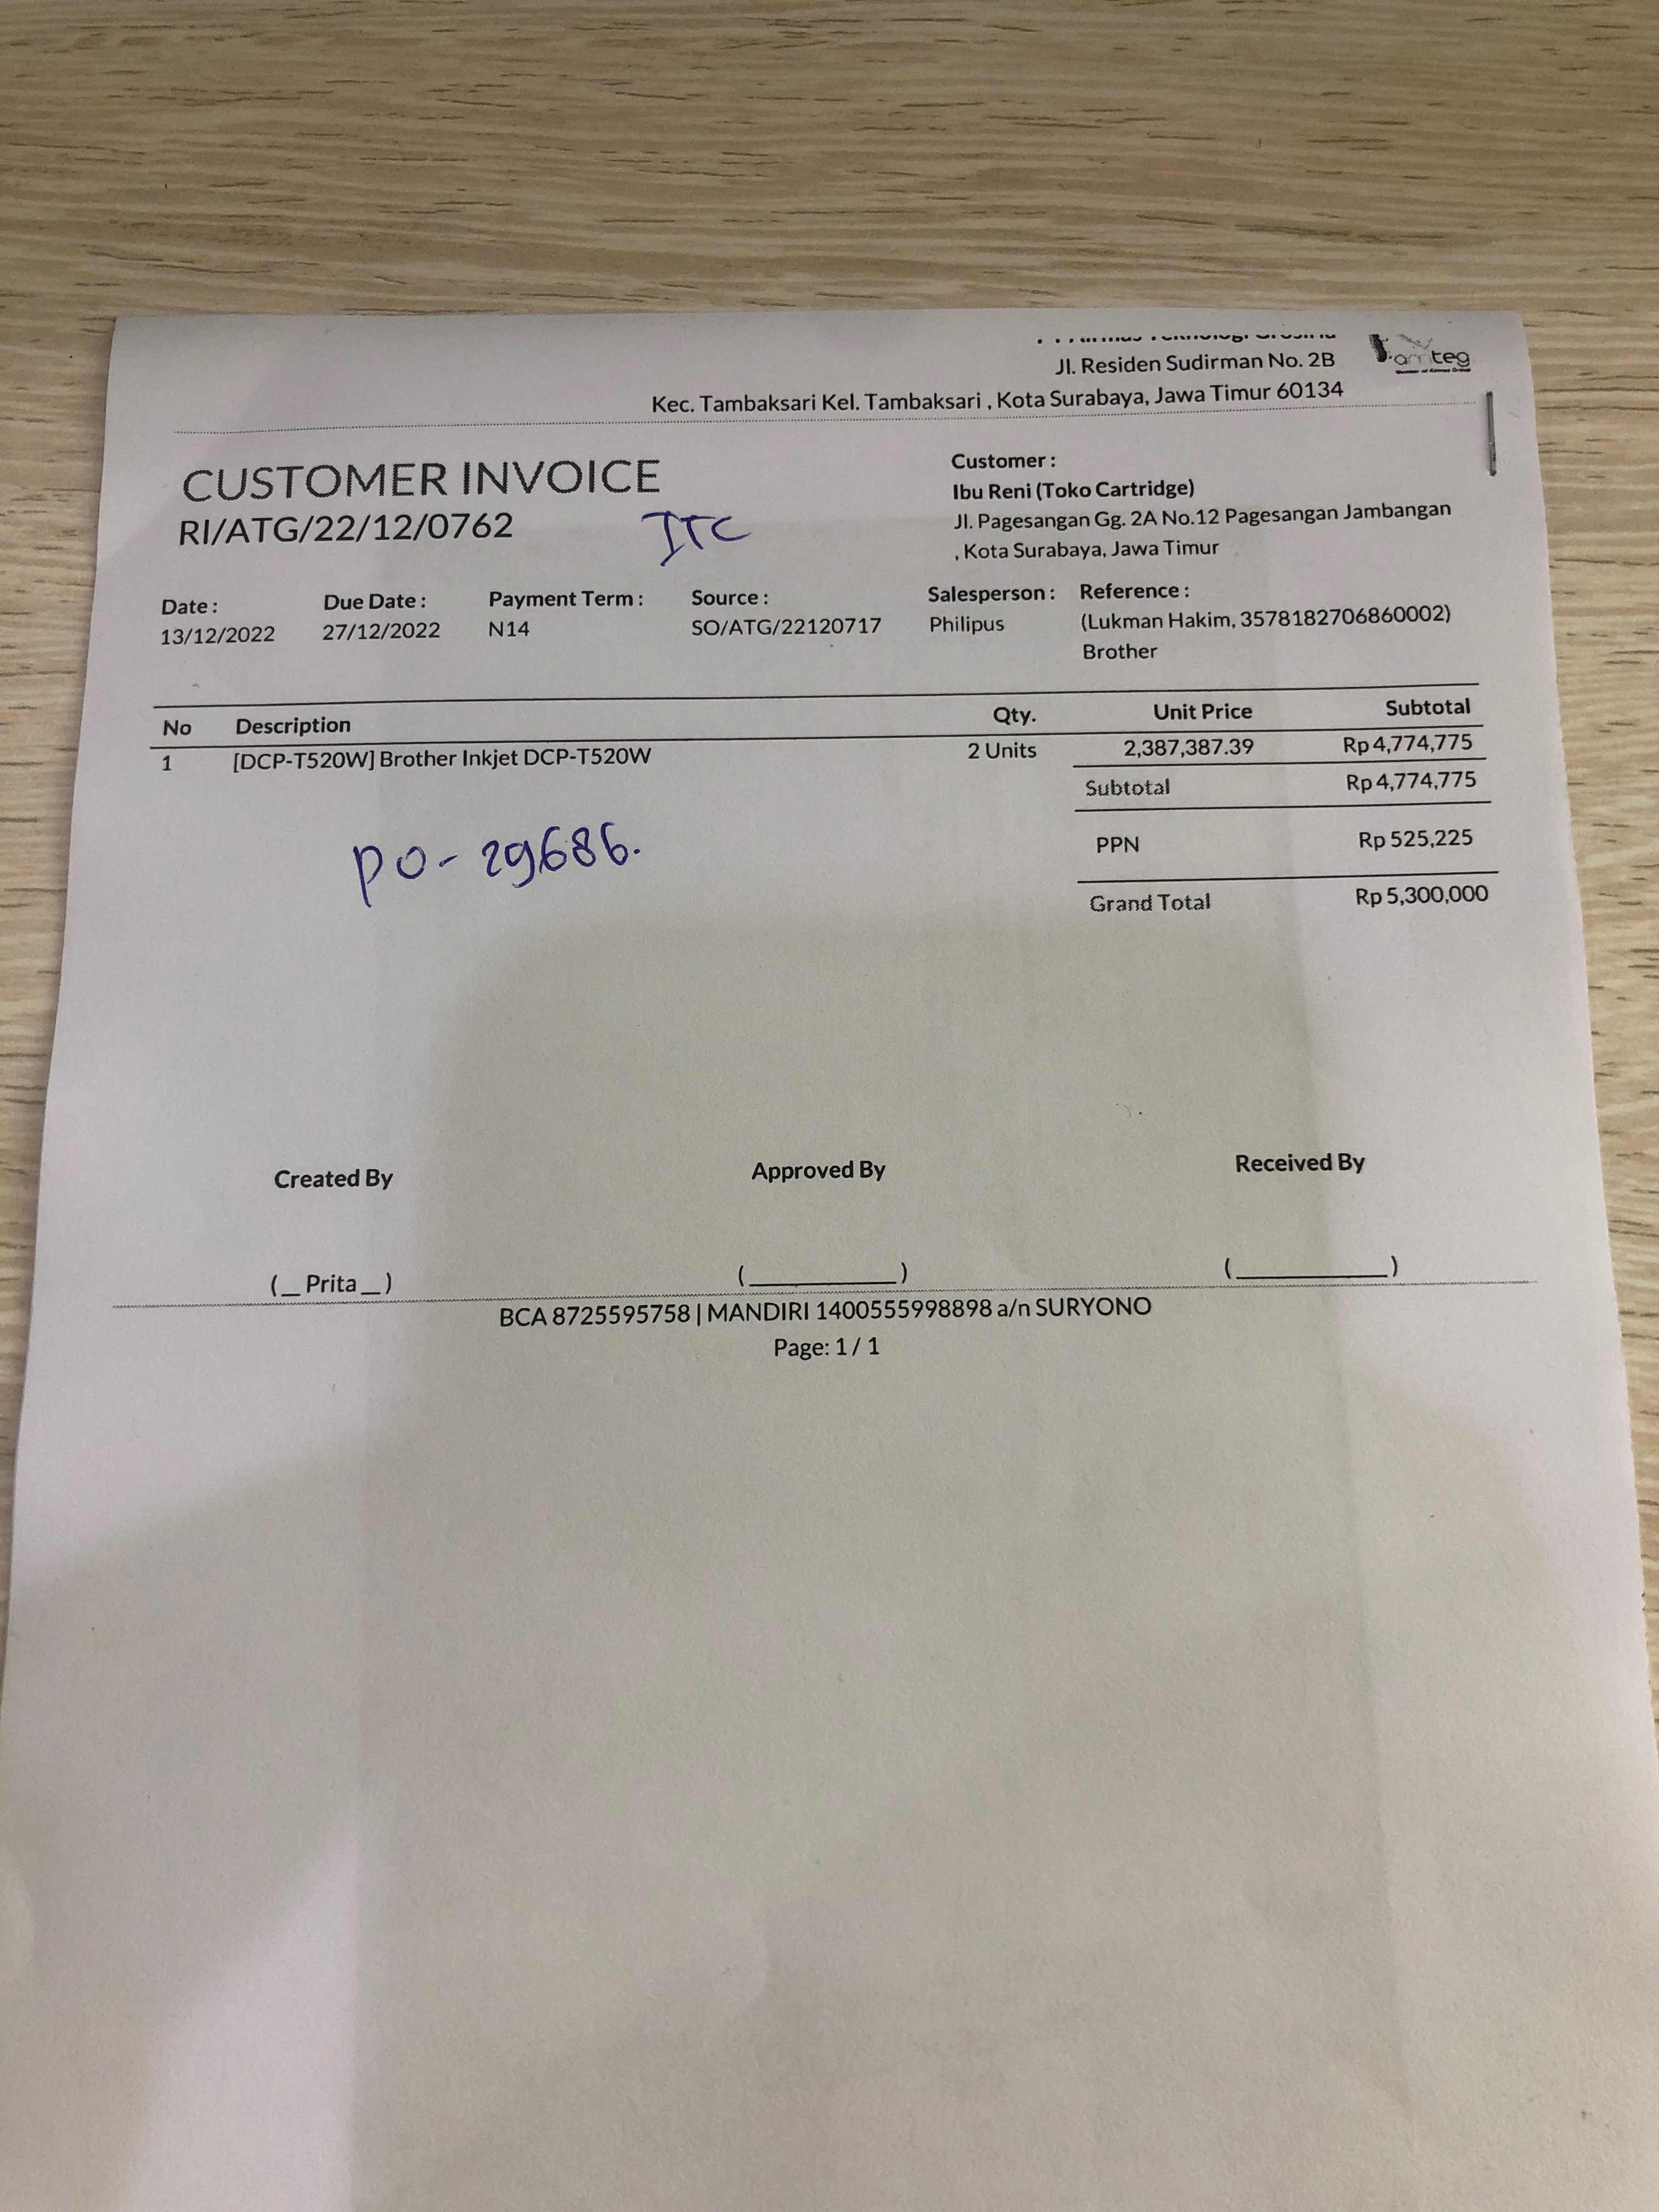 Jl. Residen Sudirman No. 2B
amteg
Kec. Tambaksari Kel. Tambaksari , Kota Surabaya, Jawa Timur 60134
CUSTOMER INVOICE
RI/ATG/22/12/0762
ITC
Customer :
Ibu Reni (Toko Cartridge)
Jl. Pagesangan Gg. 2A No.12 Pagesangan Jambangan
, Kota Surabaya, Jawa Timur
Date : Due Date : Payment Term : Source : Salesperson : Reference :
13/12/2022 27/12/2022 N14 SO/ATG/22120717 Philipus (Lukman Hakim, 3578182706860002)
Brother
No Description Qty. Unit Price Subtotal
1 [DCP-T520W] Brother Inkjet DCP-T520W 2 Units 2,387,387.39 Rp 4,774,775
Subtotal Rp 4,774,775
PPN Rp 525,225
Grand Total Rp 5,300,000
PO- 29686.
Created By Approved By Received By
( _ Prita _ ) (__________) (__________)
BCA 8725595758 | MANDIRI 1400555998898 a/n SURYONO
Page: 1 / 1